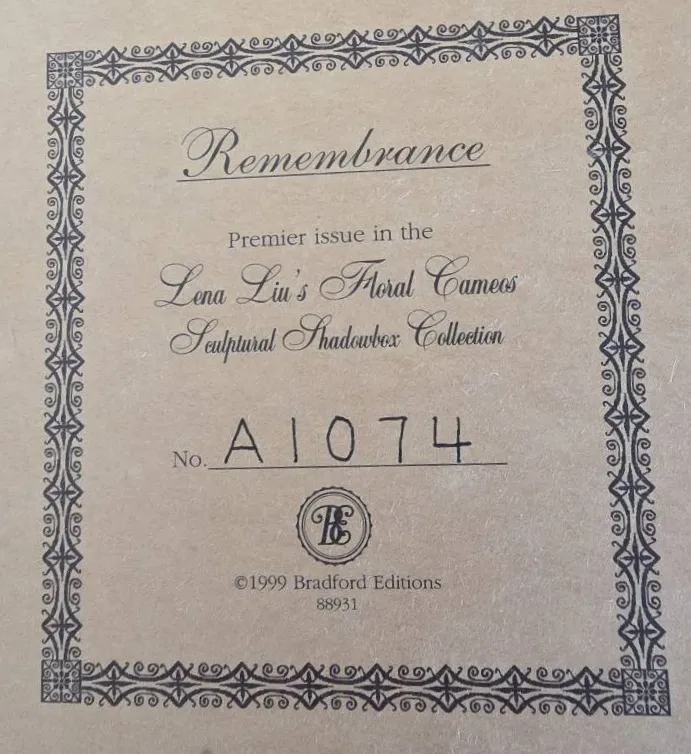 Remembrance
Premier issue in the
Lena Liu's Floral Cameos
Sculptural Shadowbox Collection
No. A1074
BE
©1999 Bradford Editions
88931